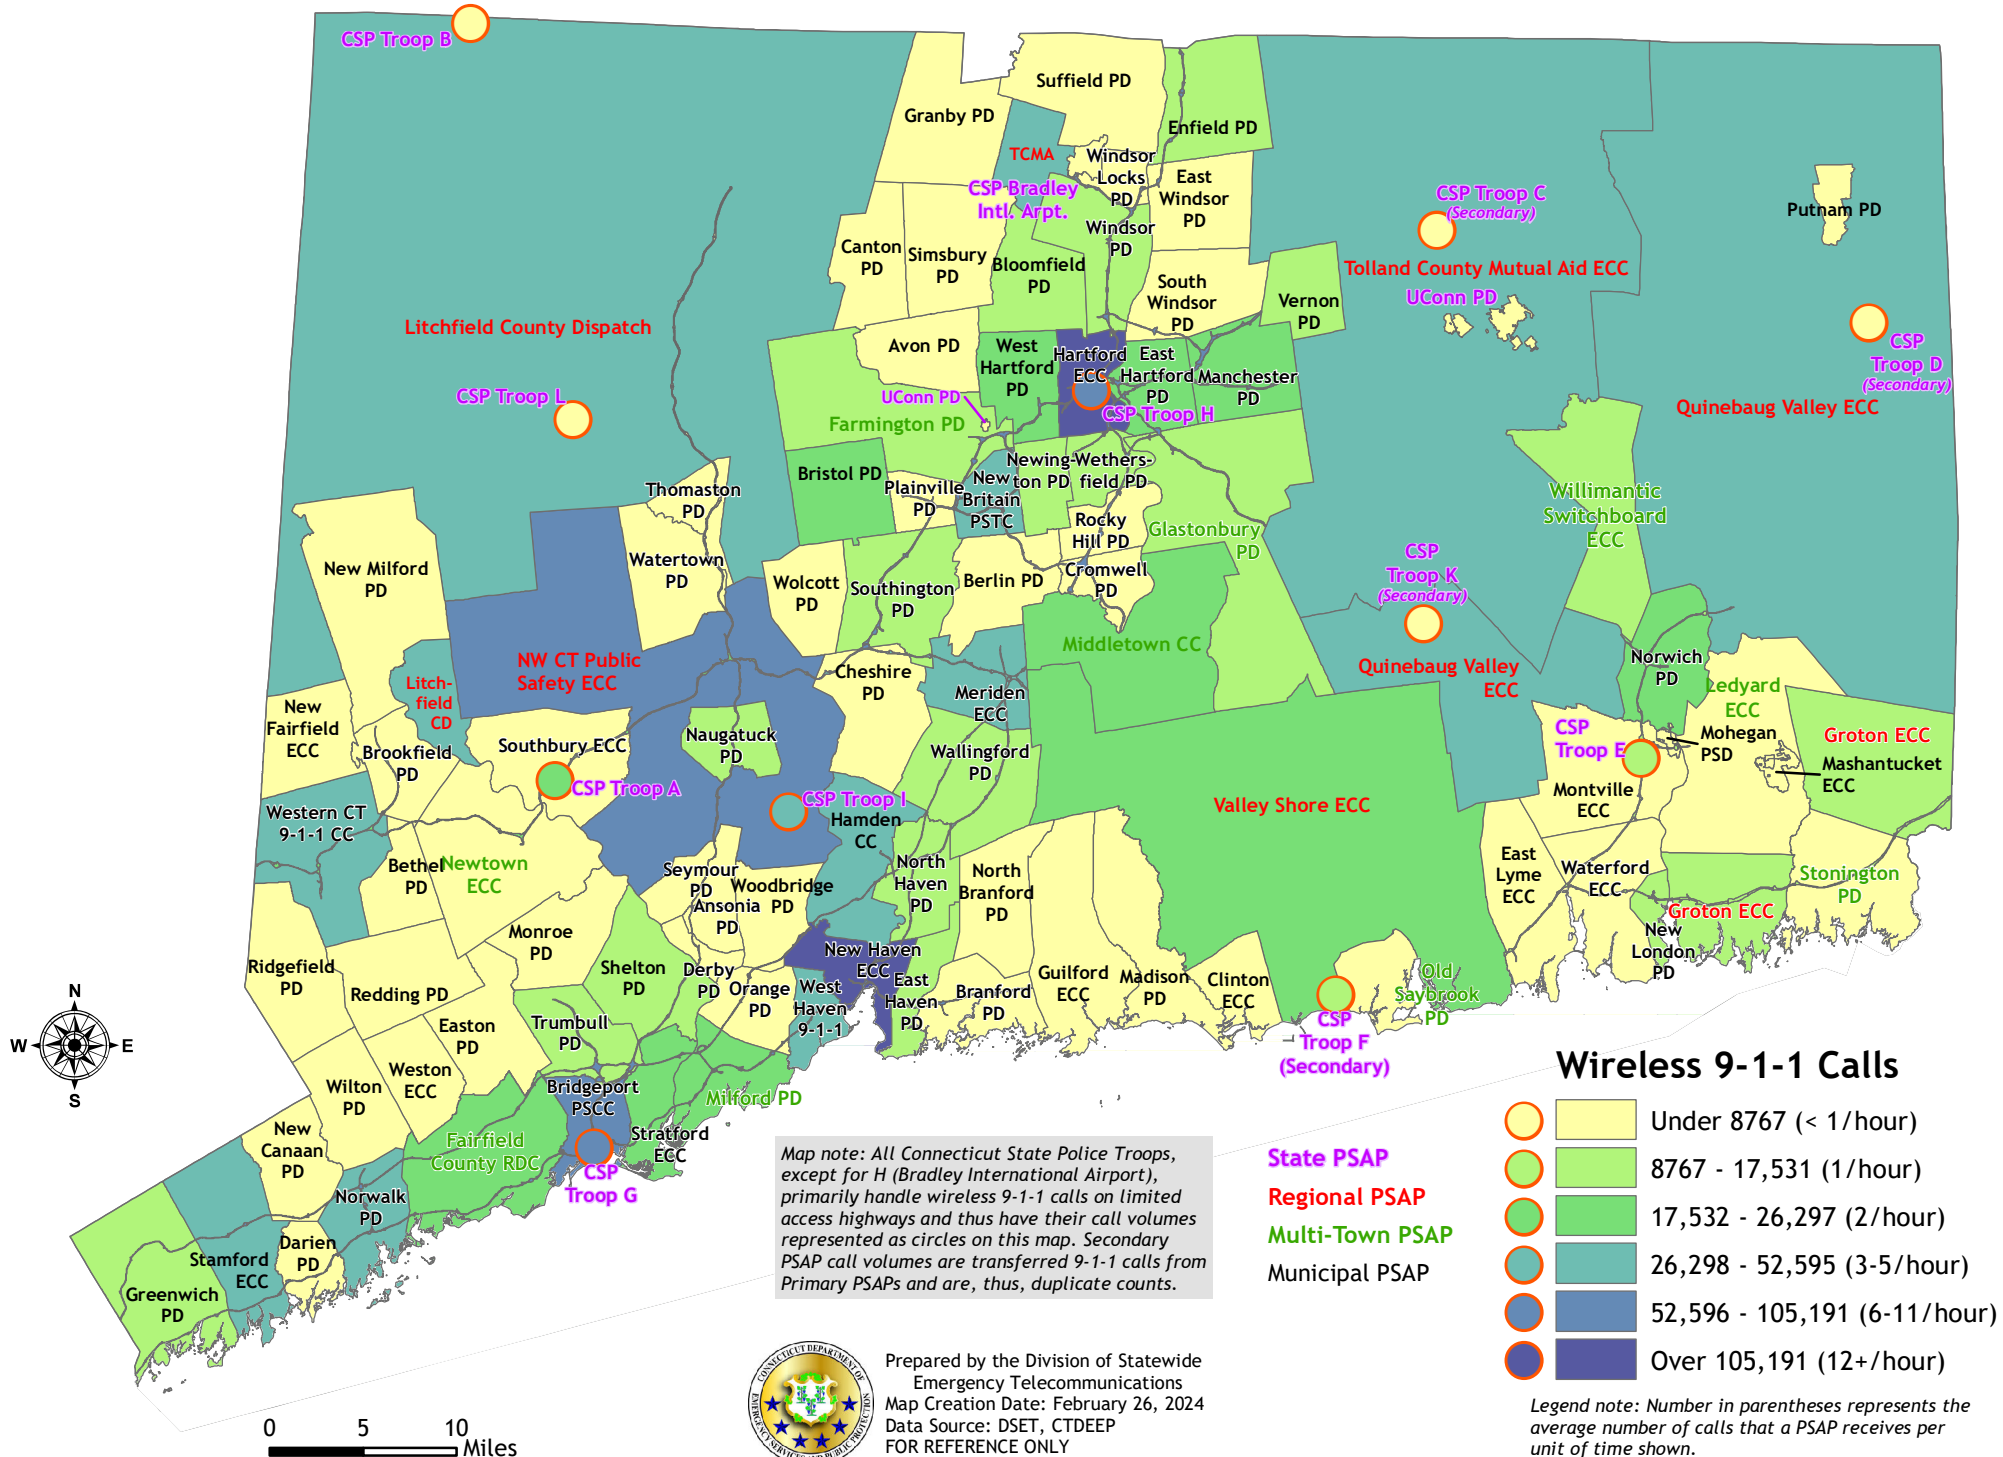 CSP Troop B
Suffield PD
Granby PD
Enfield PD
TCMA
Windsor
Locks
PD
CSP Bradley
Intl. Arpt.
East
Windsor
PD
CSP Troop C
(Secondary)
Putnam PD
Windsor
PD
Canton
PD
Simsbury
PD
Bloomfield
PD
Tolland County Mutual Aid ECC
UConn PD
South
Windsor
PD
Vernon
PD
Litchfield County Dispatch
CSP
Troop D
(Secondary)
Avon PD
West
Hartford
PD
Hartford
ECC
East
Hartford
PD
Manchester
PD
CSP Troop L
UConn PD
CSP Troop H
Quinebaug Valley ECC
Farmington PD
Bristol PD
Thomaston
PD
Plainville
PD
New
Britain
PSTC
Newing-
ton PD
Wethers-
field PD
Willimantic
Switchboard
ECC
Rocky
Hill PD
Glastonbury
PD
New Milford
PD
Watertown
PD
Wolcott
PD
Southington
PD
Berlin PD
Cromwell
PD
CSP
Troop K
(Secondary)
Middletown CC
NW CT Public
Safety ECC
Quinebaug Valley
ECC
Norwich
PD
Cheshire
PD
Litch-
field
CD
Meriden
ECC
Ledyard
ECC
New
Fairfield
ECC
Brookfield
PD
Southbury ECC
Naugatuck
PD
Wallingford
PD
CSP
Troop E
Mohegan
PSD
Groton ECC
Mashantucket
ECC
CSP Troop A
CSP Troop I
Hamden
CC
Valley Shore ECC
Montville
ECC
Western CT
9-1-1 CC
Bethel
PD
Newtown
ECC
Seymour
PD
Woodbridge
PD
North
Haven
PD
North
Branford
PD
East
Lyme
ECC
Waterford
ECC
Stonington
PD
Ansonia
PD
Groton ECC
Monroe
PD
New Haven
ECC
New
London
PD
Ridgefield
PD
Redding PD
Shelton
PD
Derby
PD
Orange
PD
West
Haven
9-1-1
East
Haven
PD
Branford
PD
Guilford
ECC
Madison
PD
Clinton
ECC
Old
Saybrook
PD
CSP
Troop F
(Secondary)
Easton
PD
Trumbull
PD
Weston
ECC
Wilton
PD
Bridgeport
PSCC
Milford PD
New
Canaan
PD
Fairfield
County RDC
Stratford
ECC
CSP
Troop G
Norwalk
PD
Darien
PD
Stamford
ECC
Greenwich
PD
N
W
E
S
Map note: All Connecticut State Police Troops,
except for H (Bradley International Airport),
primarily handle wireless 9-1-1 calls on limited
access highways and thus have their call volumes
represented as circles on this map. Secondary
PSAP call volumes are transferred 9-1-1 calls from
Primary PSAPs and are, thus, duplicate counts.
State PSAP
Regional PSAP
Multi-Town PSAP
Municipal PSAP
Wireless 9-1-1 Calls
Under 8767 (< 1/hour)
8767 - 17,531 (1/hour)
17,532 - 26,297 (2/hour)
26,298 - 52,595 (3-5/hour)
52,596 - 105,191 (6-11/hour)
Over 105,191 (12+/hour)
Legend note: Number in parentheses represents the
average number of calls that a PSAP receives per
unit of time shown.
0 5 10
Miles
CONNECTICUT DEPARTMENT OF
EMERGENCY SERVICES AND PUBLIC PROTECTION
Prepared by the Division of Statewide
Emergency Telecommunications
Map Creation Date: February 26, 2024
Data Source: DSET, CTDEEP
FOR REFERENCE ONLY